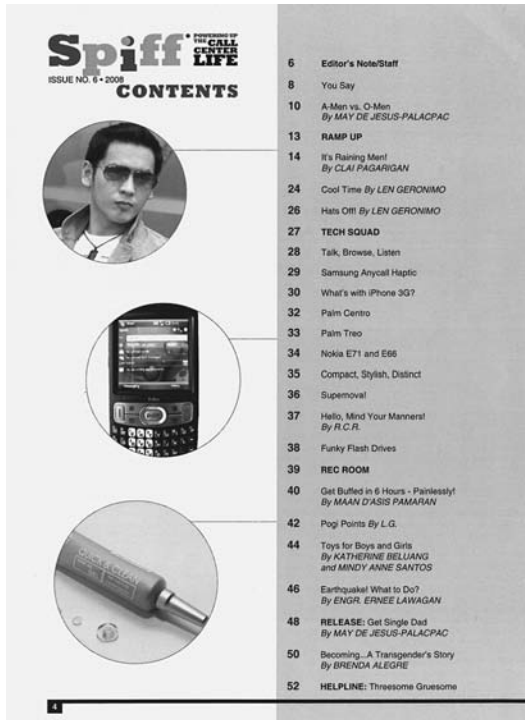 Spiff
POWERING UP
THE CALL
CENTER
LIFE
ISSUE NO. 6 • 2008
CONTENTS
6 Editor's Note/Staff
8 You Say
10 A-Men vs. O-Men
By MAY DE JESUS-PALACPAC
13 RAMP UP
14 It's Raining Men!
By CLAI PAGARIGAN
24 Cool Time By LEN GERONIMO
26 Hats Off! By LEN GERONIMO
27 TECH SQUAD
28 Talk, Browse, Listen
29 Samsung Anycall Haptic
30 What's with iPhone 3G?
32 Palm Centro
33 Palm Treo
34 Nokia E71 and E66
35 Compact, Stylish, Distinct
36 Supernova!
37 Hello, Mind Your Manners!
By R.C.R.
38 Funky Flash Drives
39 REC ROOM
40 Get Buffed in 6 Hours - Painlessly!
By MAAN D'ASIS PAMARAN
42 Pogi Points By L.G.
44 Toys for Boys and Girls
By KATHERINE BELUANG
and MINDY ANNE SANTOS
46 Earthquake! What to Do?
By ENGR. ERNEE LAWAGAN
48 RELEASE: Get Single Dad
By MAY DE JESUS-PALACPAC
50 Becoming...A Transgender's Story
By BRENDA ALEGRE
52 HELPLINE: Threesome Gruesome
QUICK & CLEAN
4